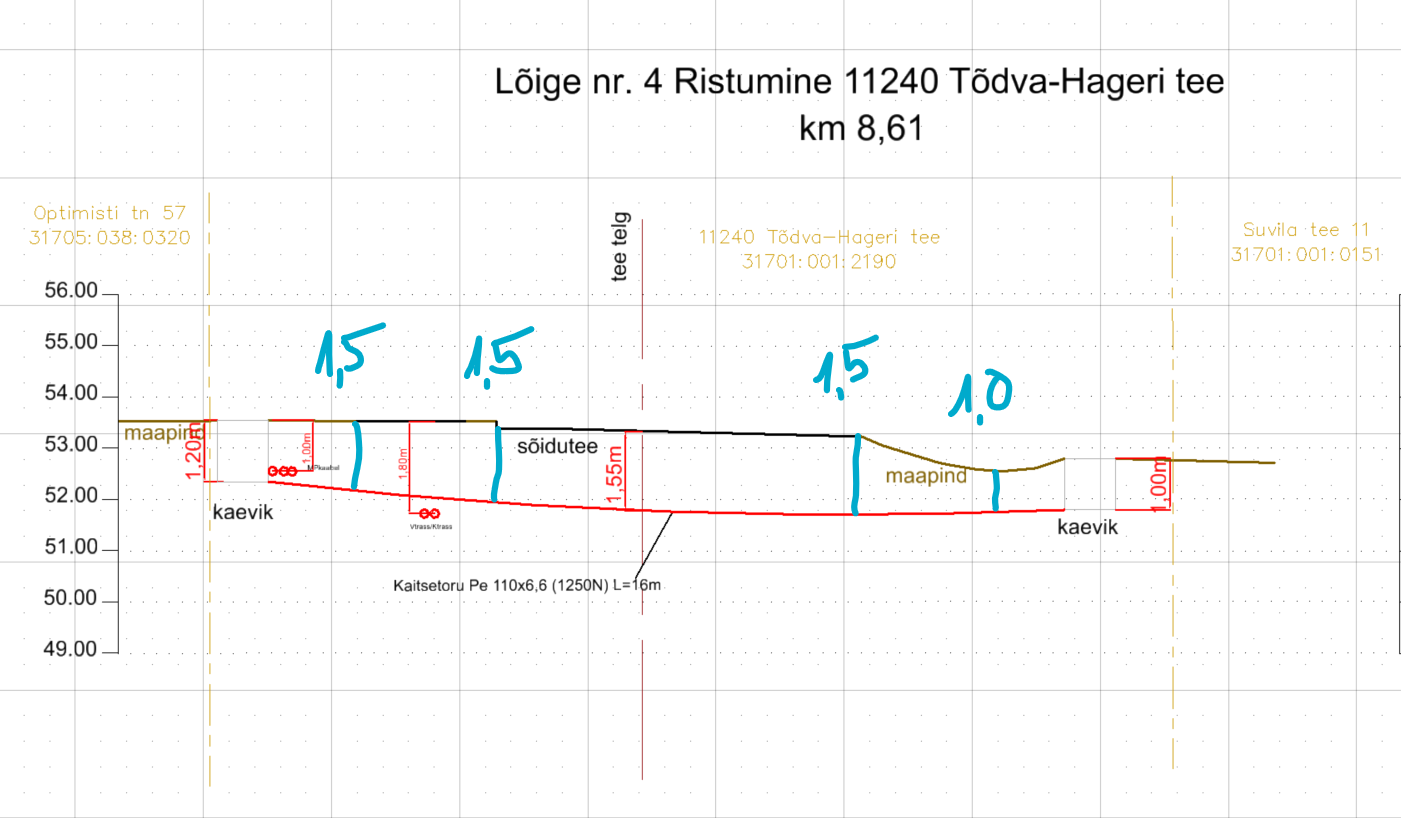 Lõige nr. 4 Ristumine 11240 Tõdva-Hageri tee
km 8,61
Optimisti tn 57
31705:038:0320
tee telg
11240 Tõdva-Hageri tee
31701:001:2190
Suvila tee 11
31701:001:0151
56.00
55.00
54.00
53.00
52.00
51.00
50.00
49.00
1,5
1,5
1,5
1,0
maapind
1,20m
1,00m
MPkaabel
1,80m
Vtrass/Ktrass
sõidutee
1,55m
maapind
1,00m
kaevik
kaevik
Kaitsetoru Pe 110x6,6 (1250N) L=16m